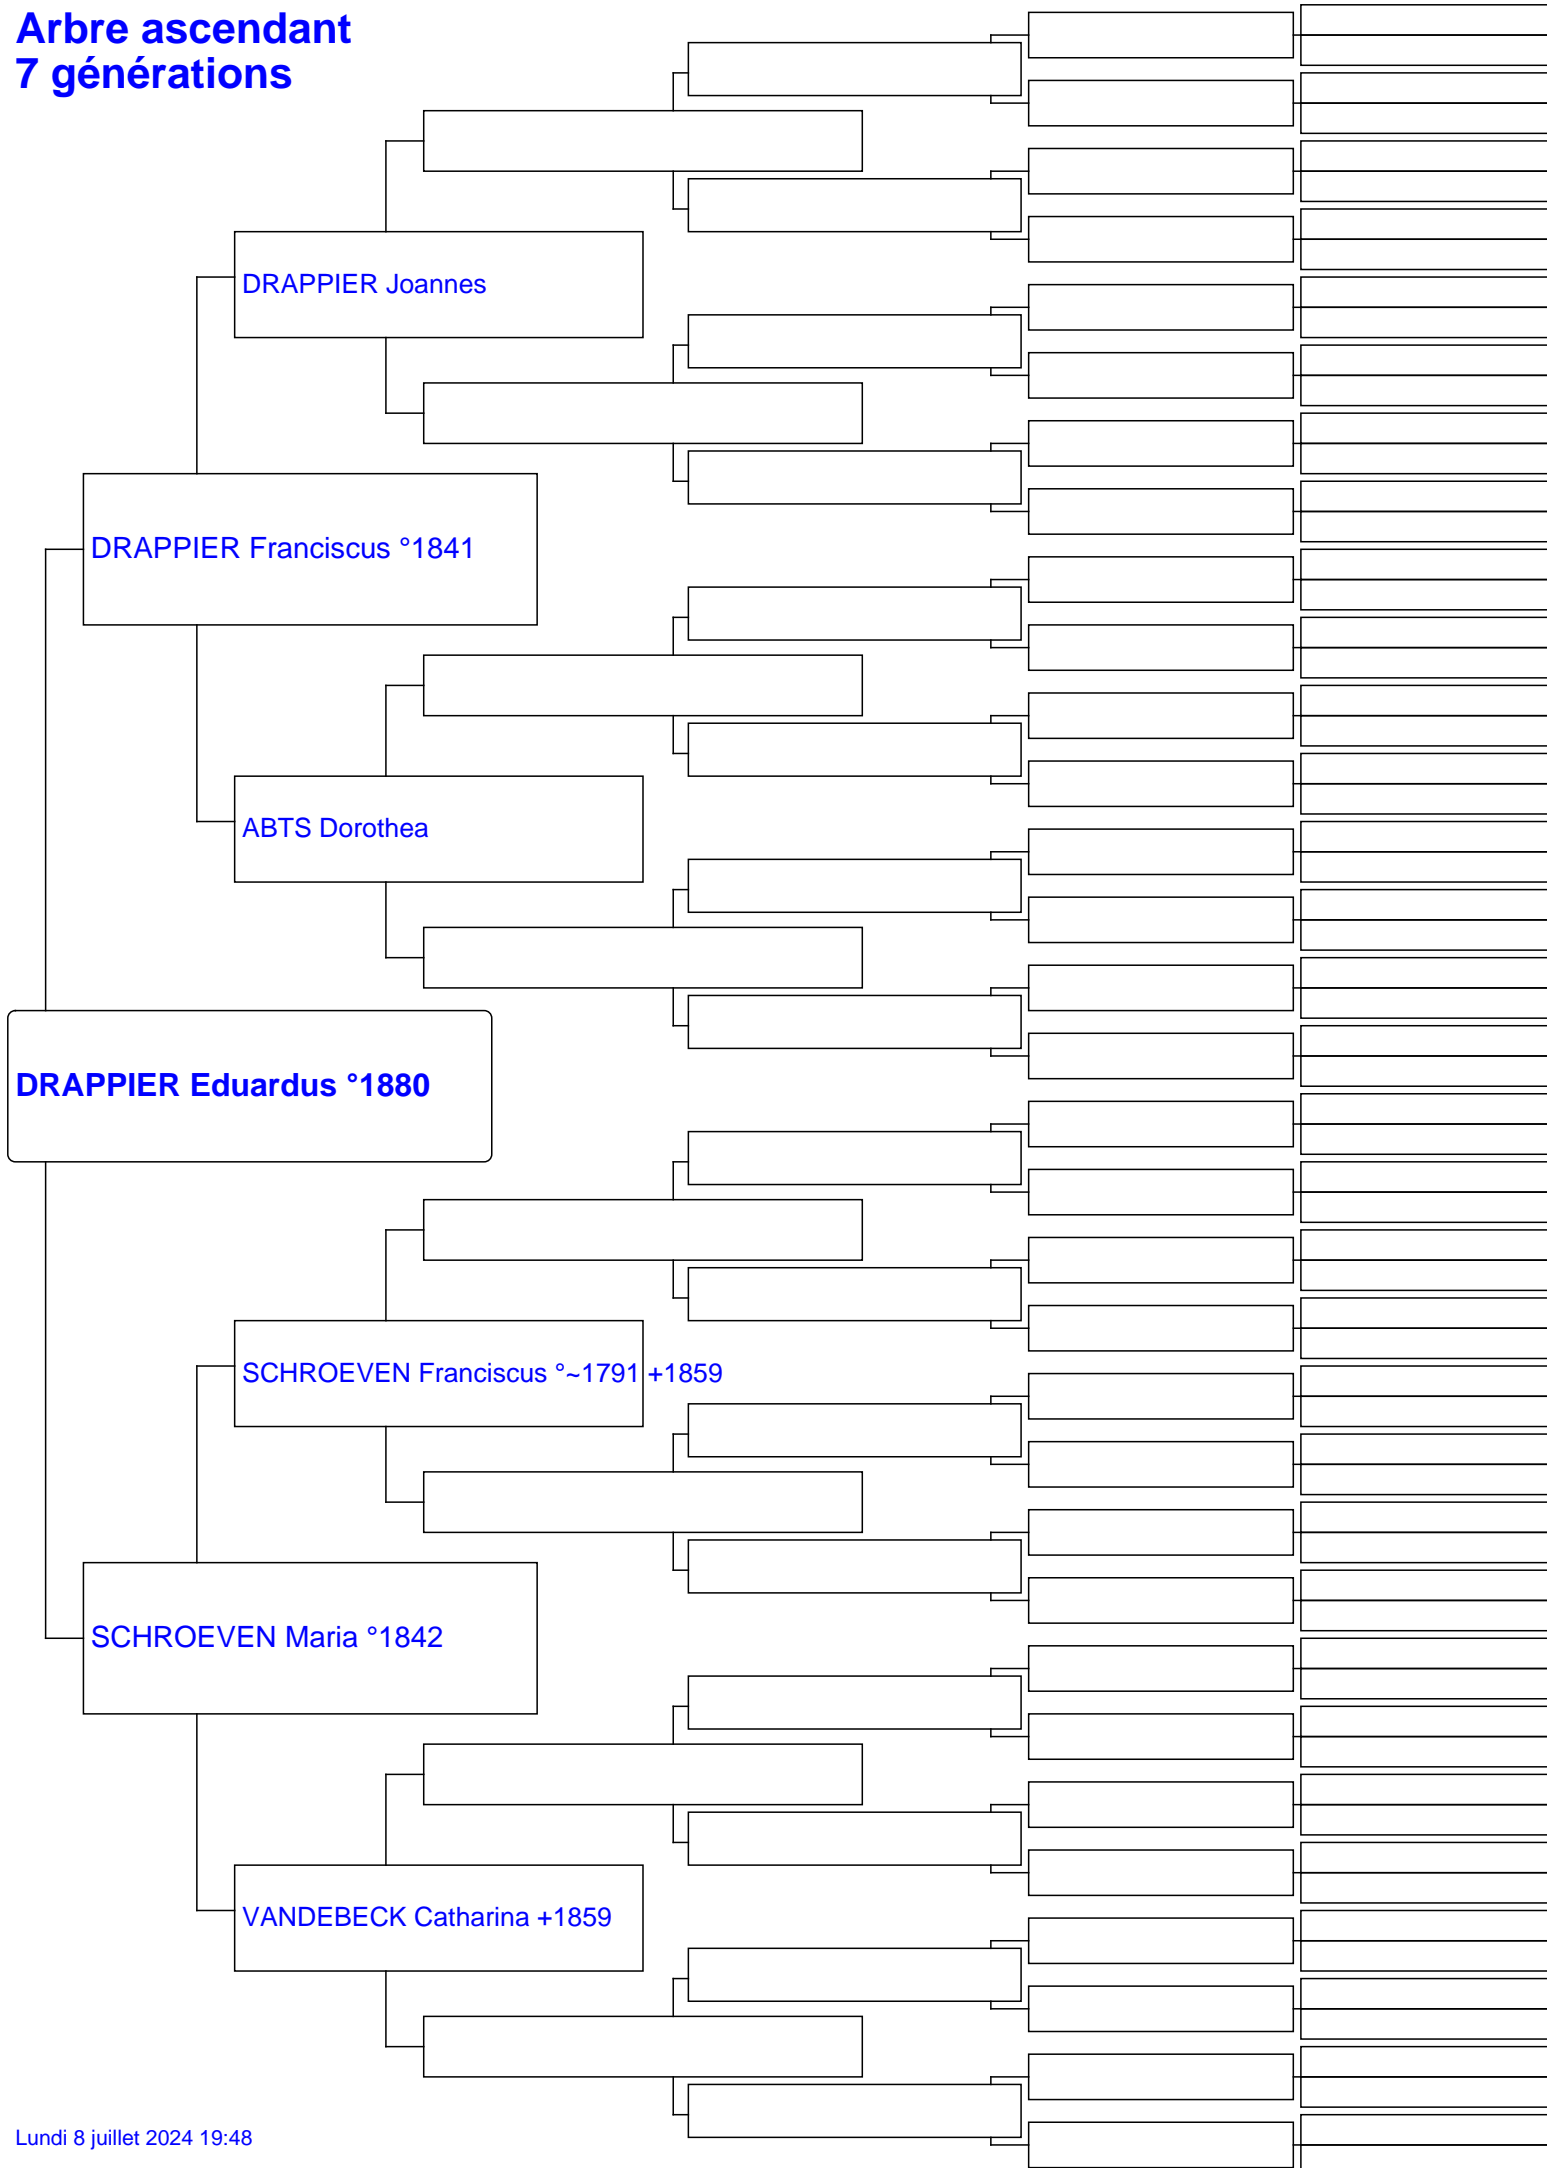 Arbre ascendant
7 générations
DRAPPIER Joannes
DRAPPIER Franciscus °1841
ABTS Dorothea
DRAPPIER Eduardus °1880
SCHROEVEN Franciscus °~1791 +1859
SCHROEVEN Maria °1842
VANDEBECK Catharina +1859
Lundi 8 juillet 2024 19:48